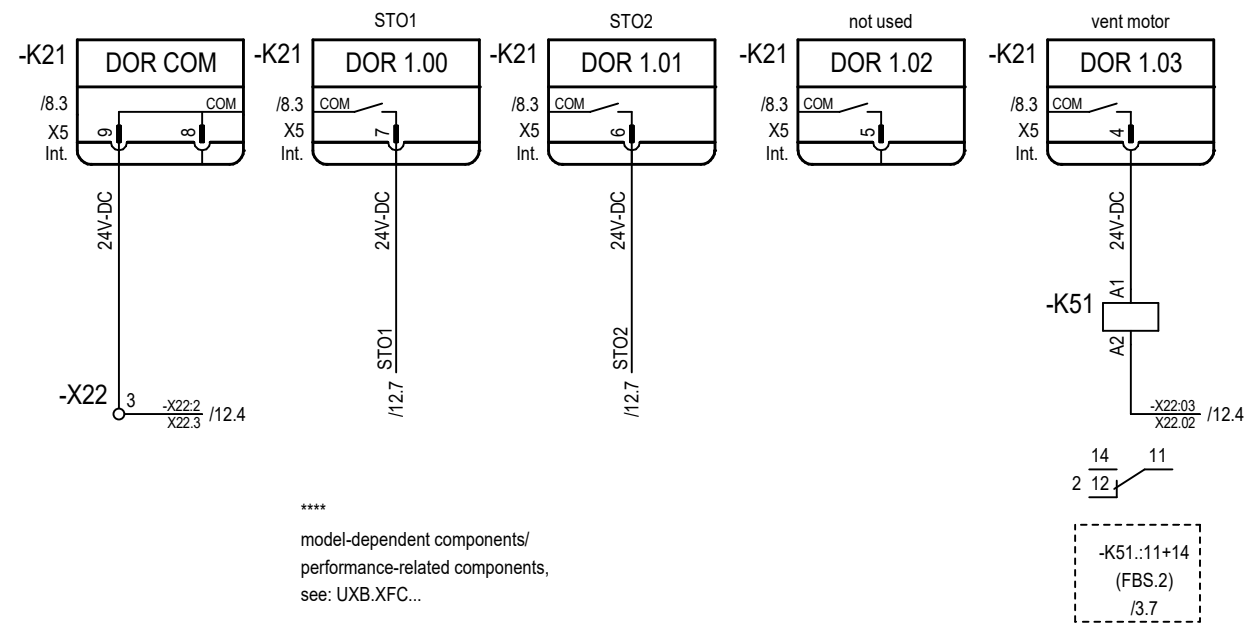 STO1
STO2
not used
vent motor
-K21
DOR COM
-K21
DOR 1.00
-K21
DOR 1.01
-K21
DOR 1.02
-K21
DOR 1.03
/8.3
COM
/8.3
COM
/8.3
COM
/8.3
COM
/8.3
COM
X5
9
8
X5
7
X5
6
X5
5
X5
4
Int.
Int.
Int.
Int.
Int.
24V-DC
24V-DC
24V-DC
24V-DC
A1
-K51
A2
STO1
STO2
/12.7
/12.7
-X22
3
-X22:2
X22.3
/12.4
-X22:03
X22.02
/12.4
14
11
2
12
****
model-dependent components/
performance-related components,
see: UXB.XFC...
-K51.:11+14
(FBS.2)
/3.7